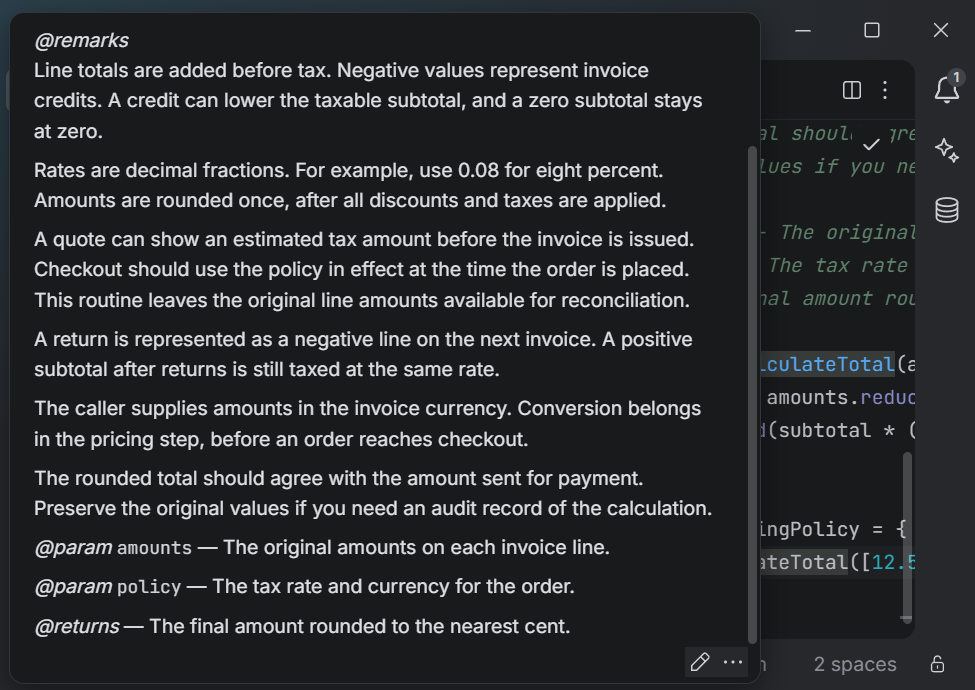 @remarks
Line totals are added before tax. Negative values represent invoice
credits. A credit can lower the taxable subtotal, and a zero subtotal stays
at zero.
Rates are decimal fractions. For example, use 0.08 for eight percent.
Amounts are rounded once, after all discounts and taxes are applied.
A quote can show an estimated tax amount before the invoice is issued.
Checkout should use the policy in effect at the time the order is placed.
This routine leaves the original line amounts available for reconciliation.
A return is represented as a negative line on the next invoice. A positive
subtotal after returns is still taxed at the same rate.
The caller supplies amounts in the invoice currency. Conversion belongs
in the pricing step, before an order reaches checkout.
The rounded total should agree with the amount sent for payment.
Preserve the original values if you need an audit record of the calculation.
@param amounts — The original amounts on each invoice line.
@param policy — The tax rate and currency for the order.
@returns — The final amount rounded to the nearest cent.
1
if you
- The original
The tax rate
amount
culateTotal(
amounts.reduc
(subtotal * (
ingPolicy = {
ateTotal([12.5
2 spaces